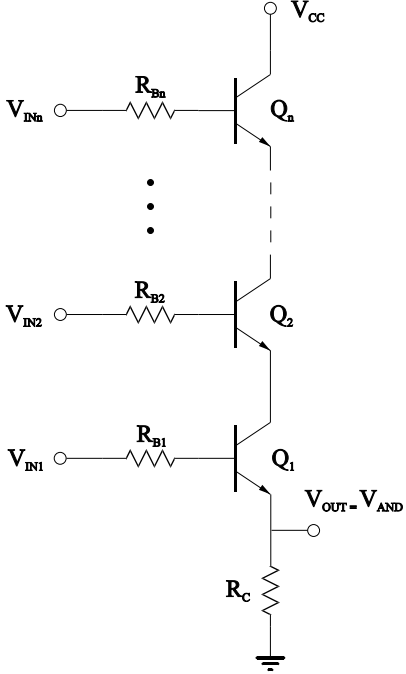 V_CC
R_Bn
V_INn
Q_n
R_B2
V_IN2
Q_2
R_B1
V_IN1
Q_1
V_OUT = V_AND
R_C